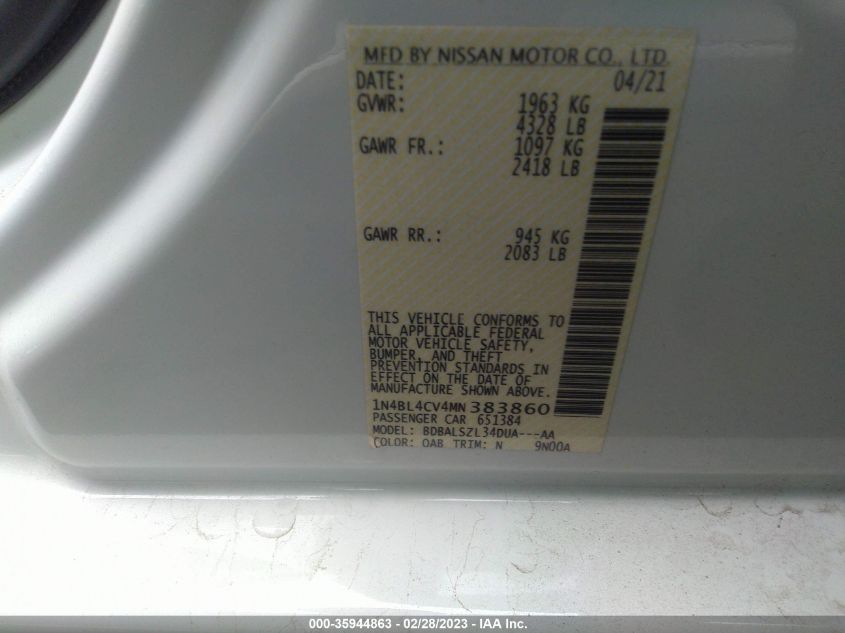 MFD BY NISSAN MOTOR CO., LTD.
DATE: 04/21
GVWR: 1963 KG
4328 LB
GAWR FR.: 1097 KG
2418 LB
GAWR RR.: 945 KG
2083 LB
THIS VEHICLE CONFORMS TO
ALL APPLICABLE FEDERAL
MOTOR VEHICLE SAFETY,
BUMPER, AND THEFT
PREVENTION STANDARDS IN
EFFECT ON THE DATE OF
MANUFACTURE SHOWN ABOVE.
1N4BL4CV4MN383860
PASSENGER CAR 651384
MODEL: BDBALSZL34DUA---AA
COLOR: QAB TRIM: N 9N00A
000-35944863 - 02/28/2023 - IAA Inc.